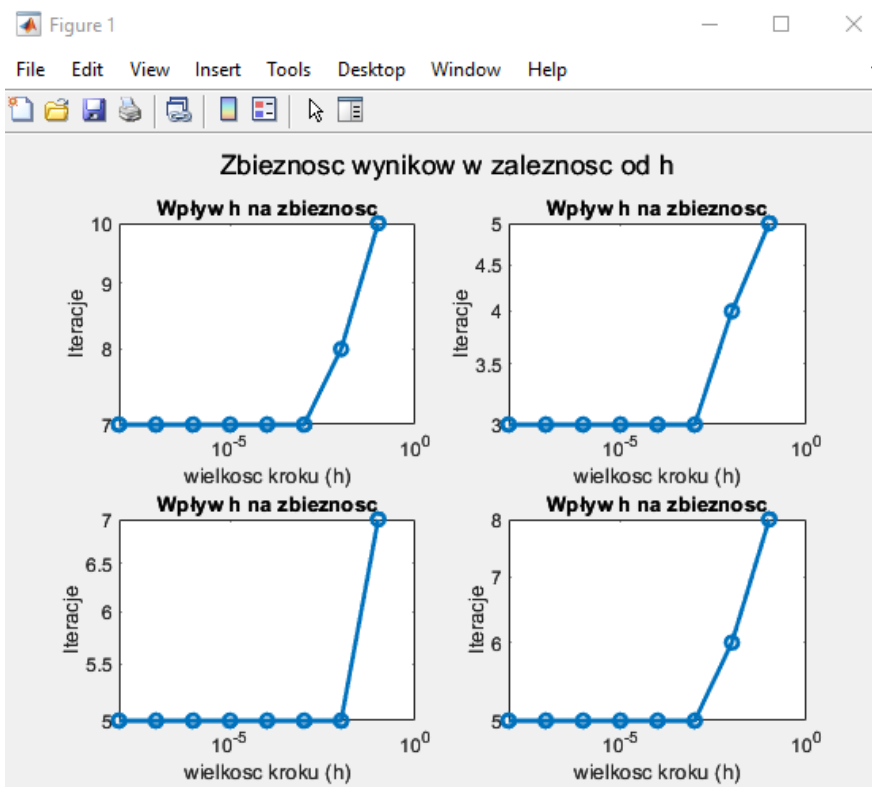 Figure 1
File Edit View Insert Tools Desktop Window Help
Zbieznosc wynikow w zaleznosc od h
Wpływ h na zbieznosc
10
9
8
7
Iteracje
10^-5
10^0
wielkosc kroku (h)
Wpływ h na zbieznosc
5
4.5
4
3.5
3
Iteracje
10^-5
10^0
wielkosc kroku (h)
Wpływ h na zbieznosc
7
6.5
6
5.5
5
Iteracje
10^-5
10^0
wielkosc kroku (h)
Wpływ h na zbieznosc
8
7
6
5
Iteracje
10^-5
10^0
wielkosc kroku (h)